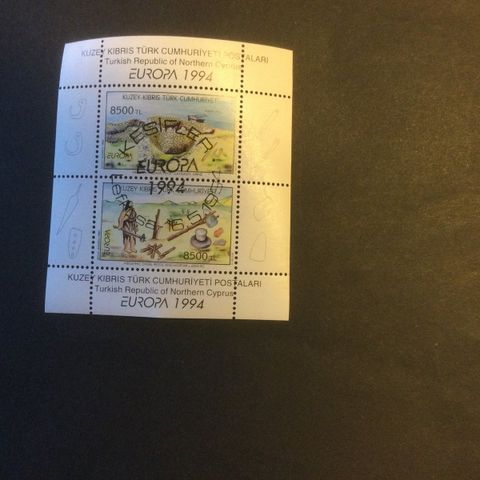 KUZEY KIBRIS TÜRK CUMHURİYETİ POSTALARI
Turkish Republic of Northern Cyprus
EUROPA 1994
KUZEY KIBRIS TÜRK CUMHURİYETİ
8500 TL
EUROPA
KEŞİFLER
EUROPA
1994
KUZEY KIBRIS TÜRK CUMHURİYETİ
EUROPA
8500 TL
KUZEY KIBRIS TÜRK CUMHURİYETİ POSTALARI
Turkish Republic of Northern Cyprus
EUROPA 1994